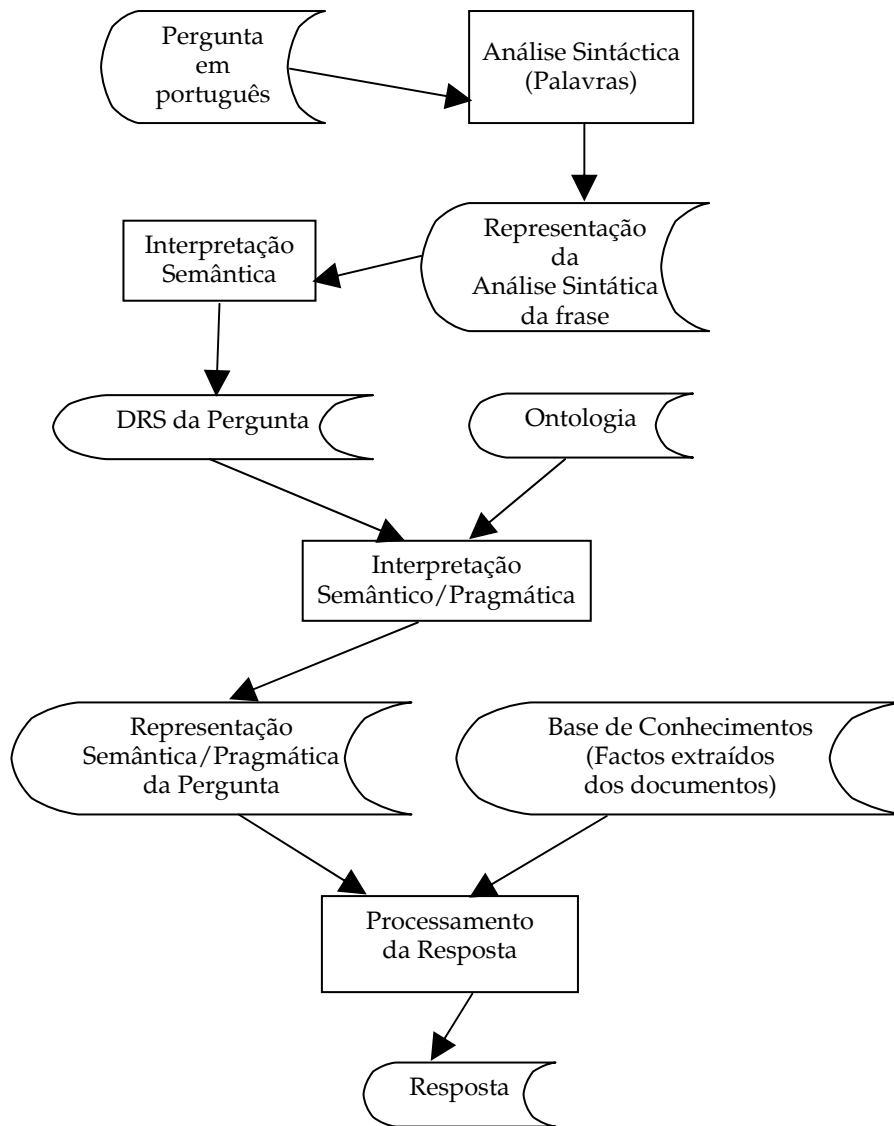 Pergunta
em
português
Análise Sintáctica
(Palavras)
Representação
da
Análise Sintática
da frase
Interpretação
Semântica
DRS da Pergunta
Ontologia
Interpretação
Semântico/Pragmática
Representação
Semântica/Pragmática
da Pergunta
Base de Conhecimentos
(Factos extraídos
dos documentos)
Processamento
da Resposta
Resposta